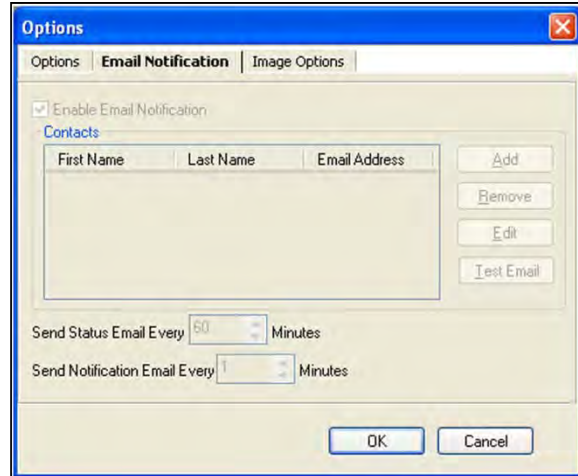 Options
Options Email Notification Image Options
Enable Email Notification
Contacts
First Name Last Name Email Address
Add
Remove
Edit
Test Email
Send Status Email Every 60 Minutes
Send Notification Email Every 1 Minutes
OK Cancel